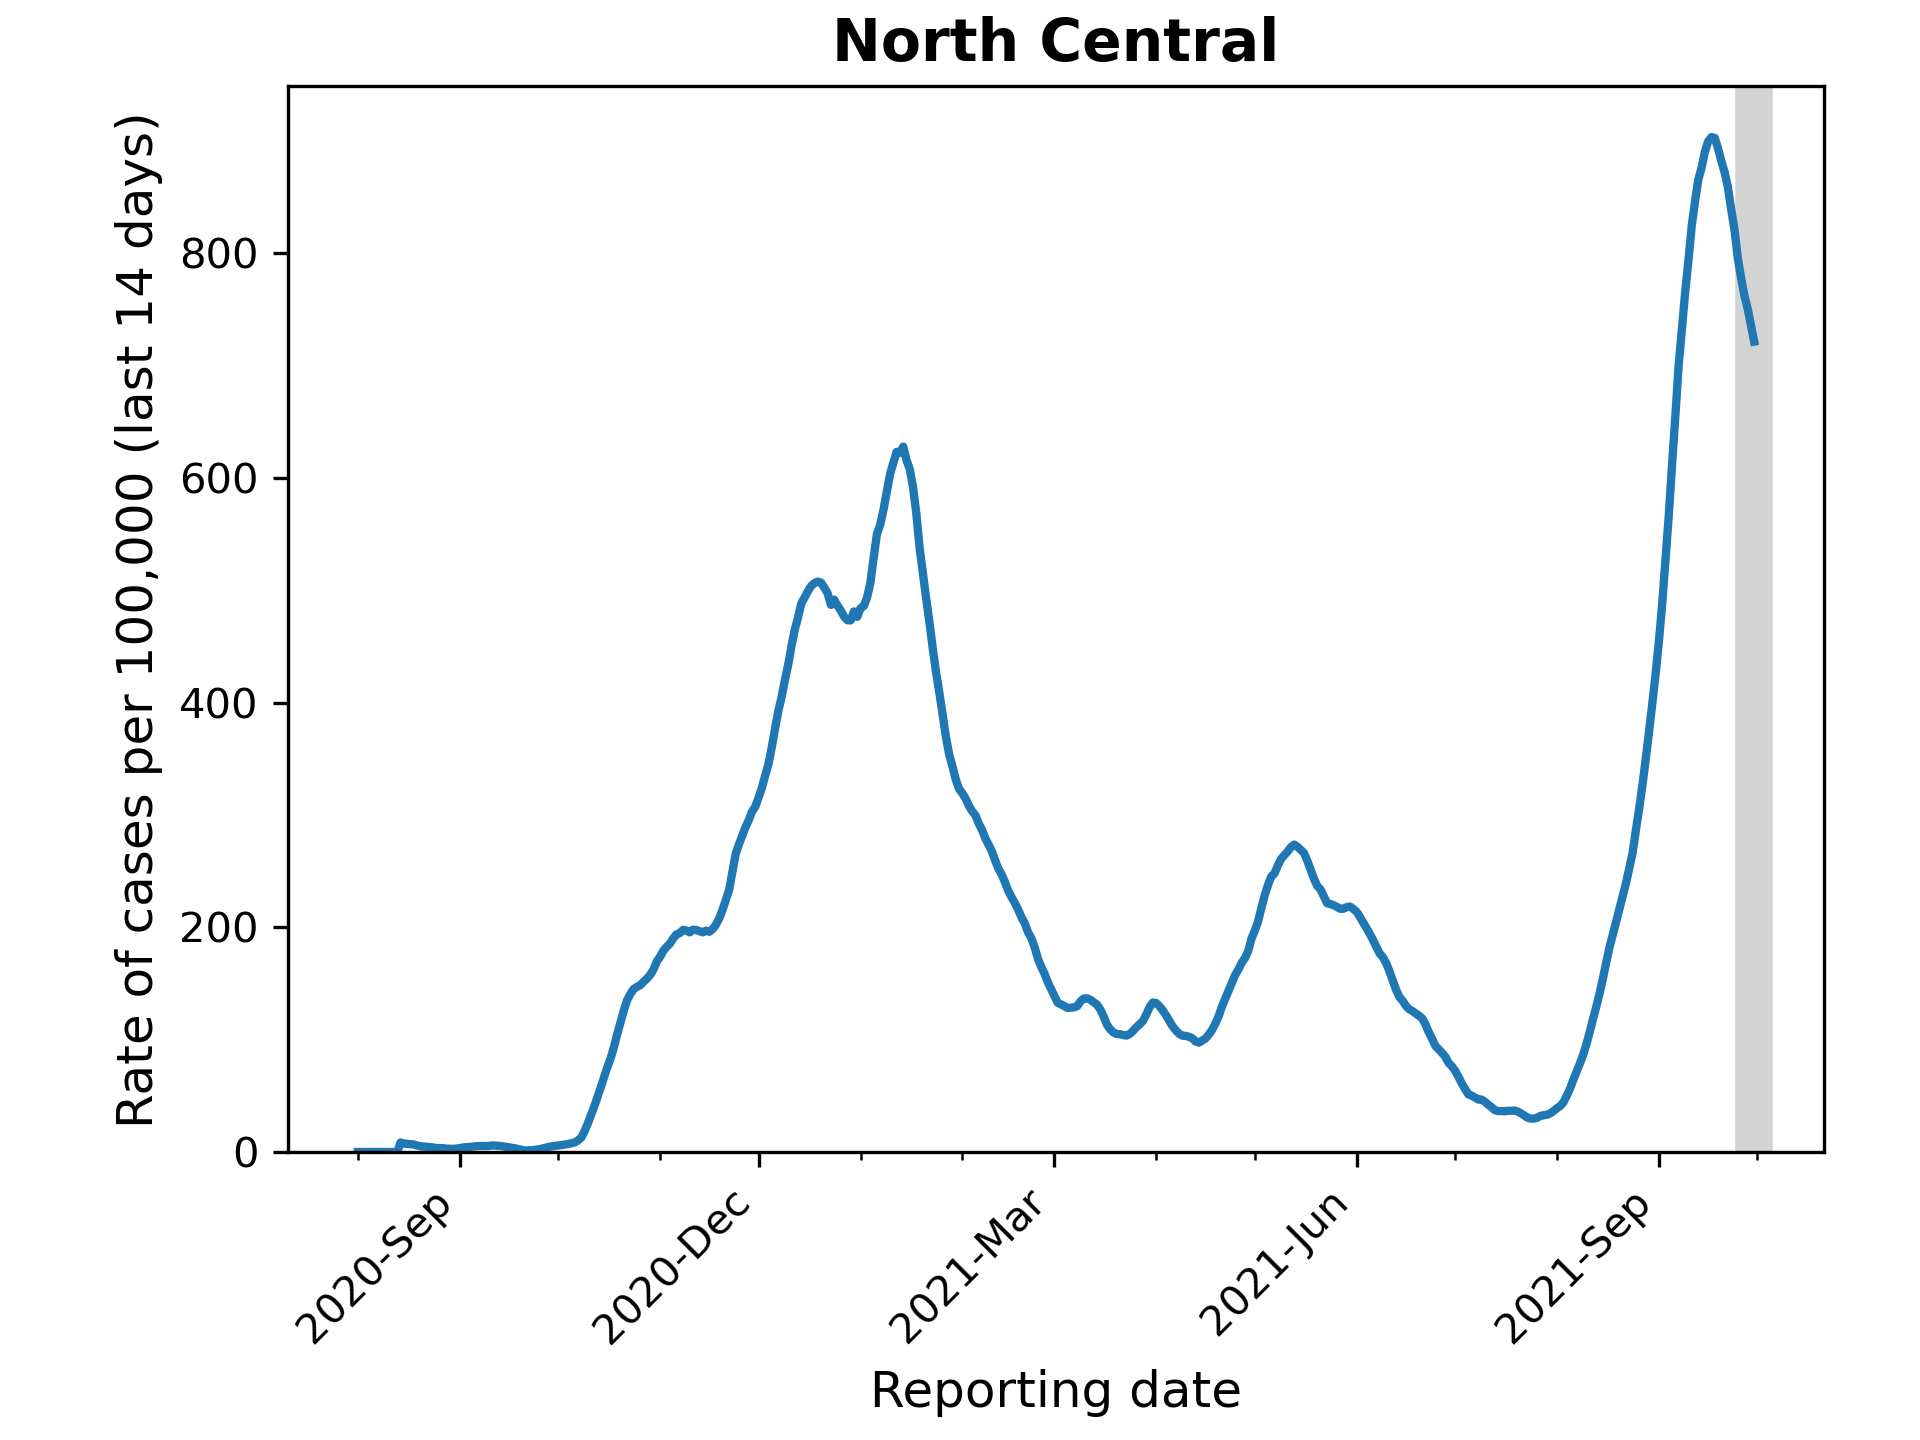 North Central
Rate of cases per 100,000 (last 14 days)
800
600
400
200
0
2020-Sep
2020-Dec
2021-Mar
2021-Jun
2021-Sep
Reporting date